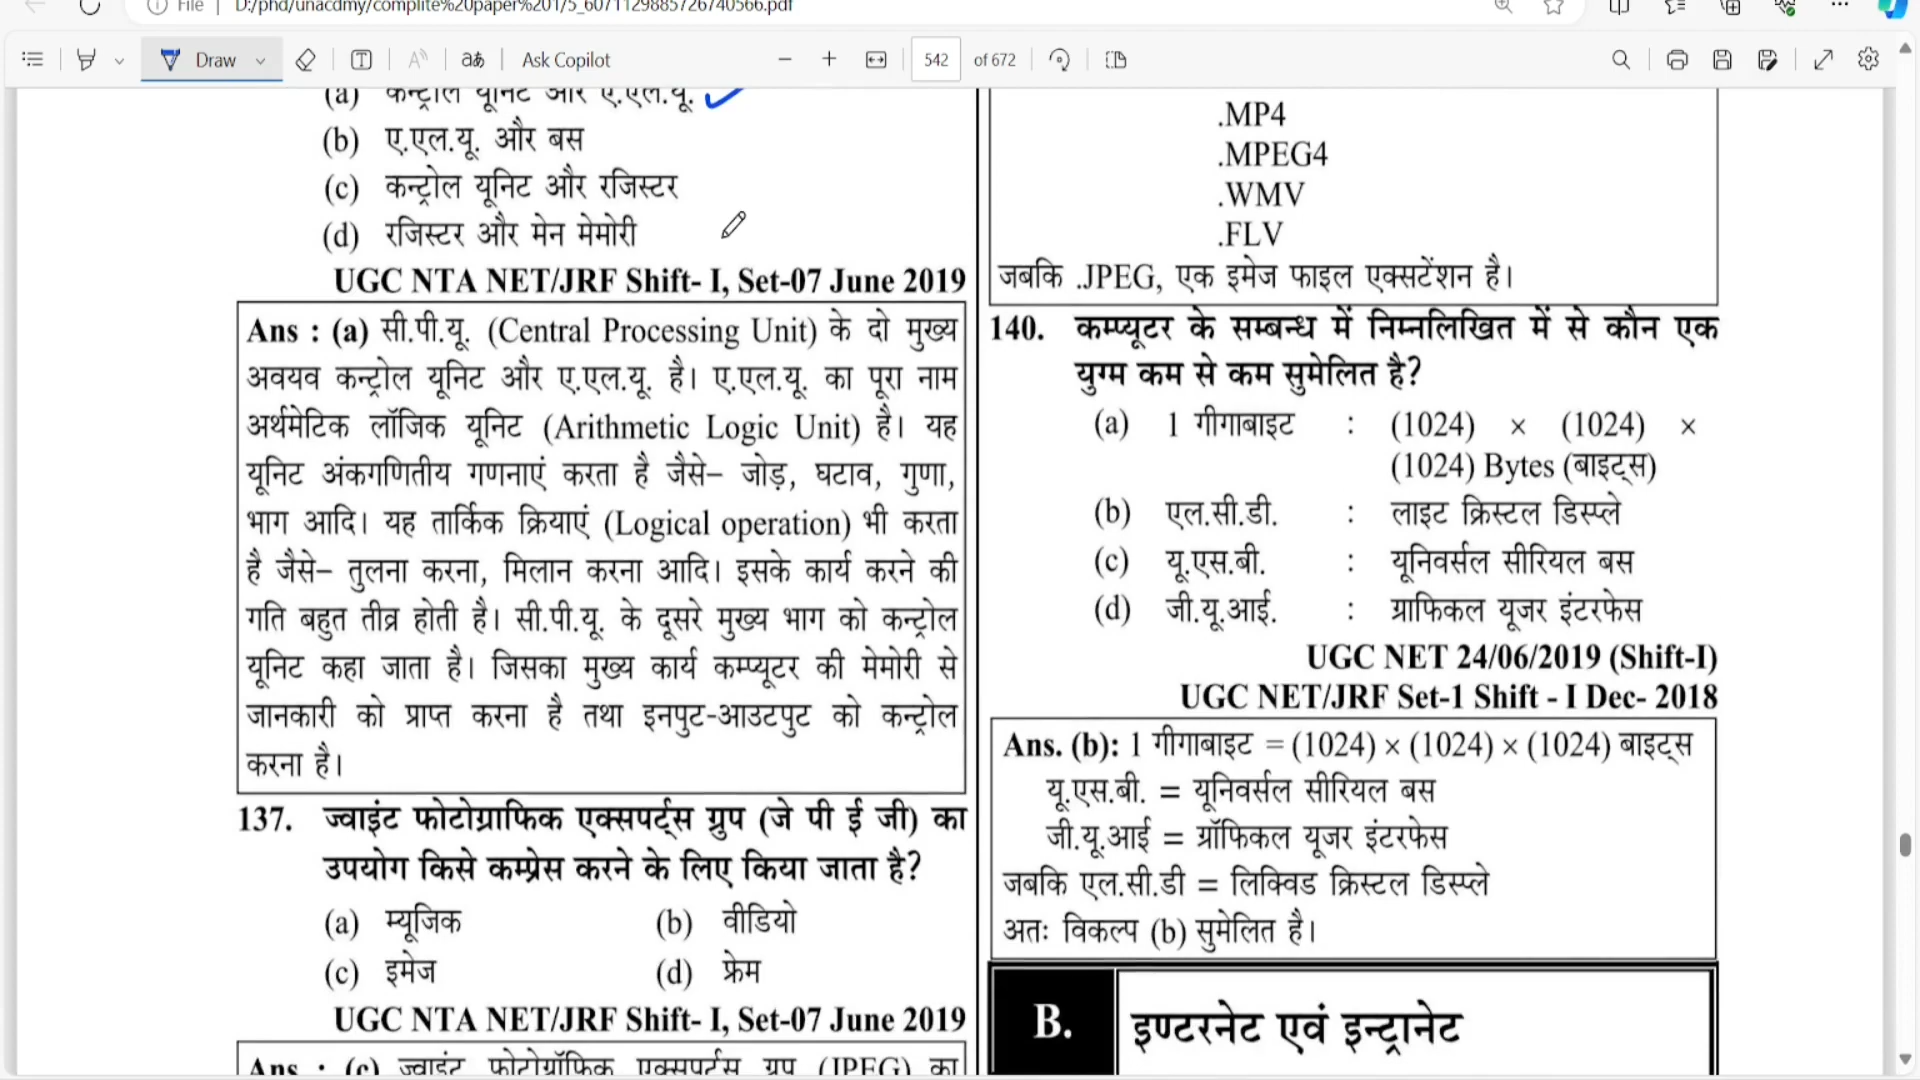 File
D:/phd/unacdmy/complite%20paper%201/5_6071129885726740566.pdf
Draw
Ask Copilot
542 of 672
(a) कन्ट्रोल यूनिट और ए.एल.यू.
(b) ए.एल.यू. और बस
(c) कन्ट्रोल यूनिट और रजिस्टर
(d) रजिस्टर और मेन मेमोरी
UGC NTA NET/JRF Shift- I, Set-07 June 2019
Ans : (a) सी.पी.यू. (Central Processing Unit) के दो मुख्य
अवयव कन्ट्रोल यूनिट और ए.एल.यू. है। ए.एल.यू. का पूरा नाम
अर्थमेटिक लॉजिक यूनिट (Arithmetic Logic Unit) है। यह
यूनिट अंकगणितीय गणनाएं करता है जैसे– जोड़, घटाव, गुणा,
भाग आदि। यह तार्किक क्रियाएं (Logical operation) भी करता
है जैसे– तुलना करना, मिलान करना आदि। इसके कार्य करने की
गति बहुत तीव्र होती है। सी.पी.यू. के दूसरे मुख्य भाग को कन्ट्रोल
यूनिट कहा जाता है। जिसका मुख्य कार्य कम्प्यूटर की मेमोरी से
जानकारी को प्राप्त करना है तथा इनपुट-आउटपुट को कन्ट्रोल
करना है।
137. ज्वाइंट फोटोग्राफिक एक्सपर्ट्स ग्रुप (जे पी ई जी) का
उपयोग किसे कम्प्रेस करने के लिए किया जाता है?
(a) म्यूजिक (b) वीडियो
(c) इमेज (d) फ्रेम
UGC NTA NET/JRF Shift- I, Set-07 June 2019
Ans : (c) ज्वाइंट फोटोग्रॉफिक एक्सपर्ट्स ग्रुप (JPEG) का
.MP4
.MPEG4
.WMV
.FLV
जबकि .JPEG, एक इमेज फाइल एक्सटेंशन है।
140. कम्प्यूटर के सम्बन्ध में निम्नलिखित में से कौन एक
युग्म कम से कम सुमेलित है?
(a) 1 गीगाबाइट : (1024) × (1024) ×
(1024) Bytes (बाइट्स)
(b) एल.सी.डी. : लाइट क्रिस्टल डिस्प्ले
(c) यू.एस.बी. : यूनिवर्सल सीरियल बस
(d) जी.यू.आई. : ग्राफिकल यूजर इंटरफेस
UGC NET 24/06/2019 (Shift-I)
UGC NET/JRF Set-1 Shift - I Dec- 2018
Ans. (b): 1 गीगाबाइट = (1024) × (1024) × (1024) बाइट्स
यू.एस.बी. = यूनिवर्सल सीरियल बस
जी.यू.आई = ग्रॉफिकल यूजर इंटरफेस
जबकि एल.सी.डी = लिक्विड क्रिस्टल डिस्प्ले
अतः विकल्प (b) सुमेलित है।
B. इण्टरनेट एवं इन्ट्रानेट